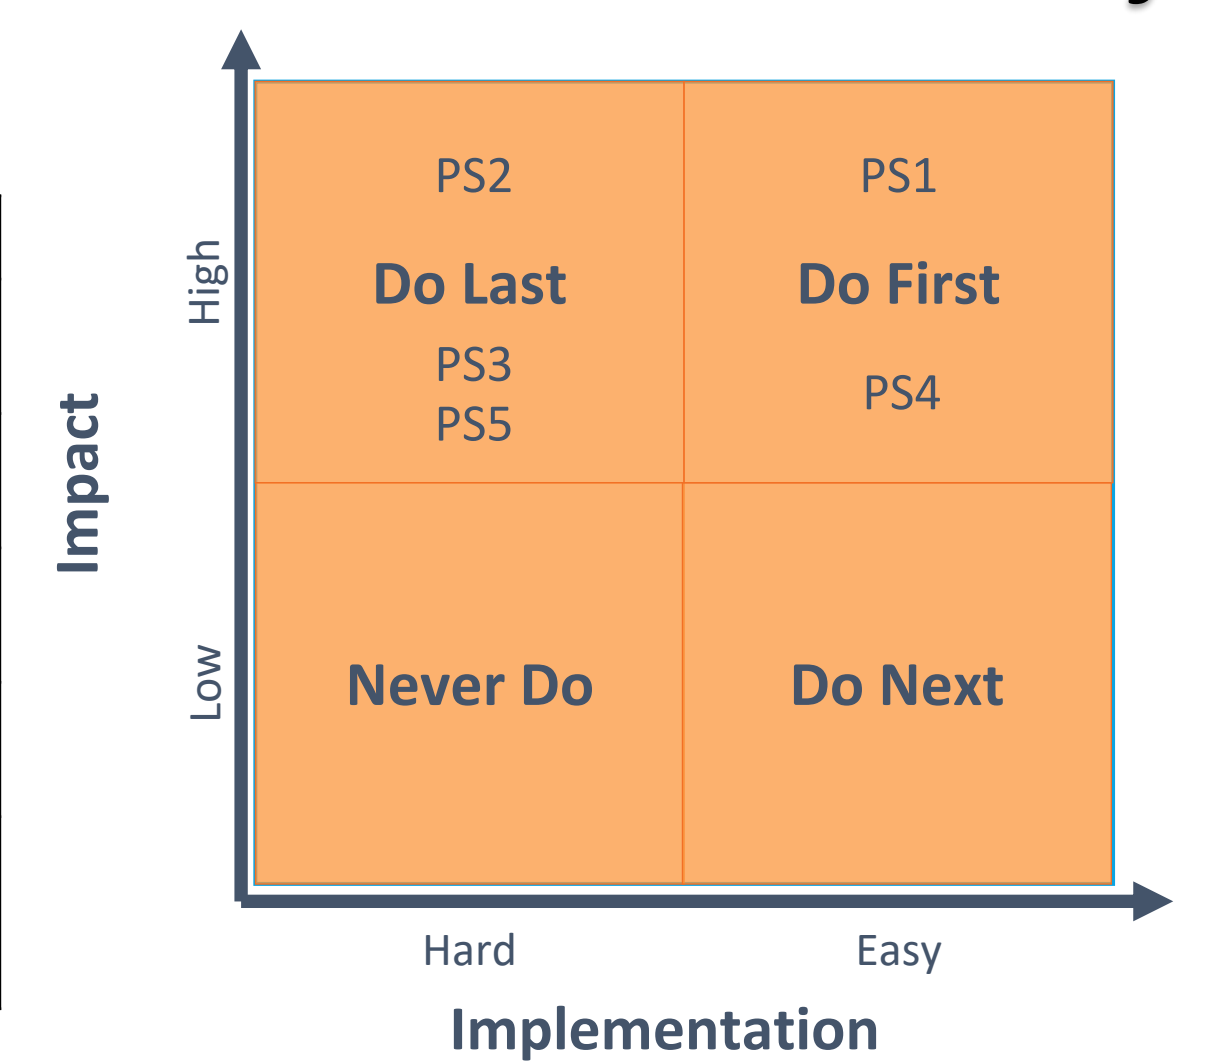 PS2
PS1
Do Last
Do First
PS3
PS4
PS5
High
Impact
Low
Never Do
Do Next
Hard
Easy
Implementation